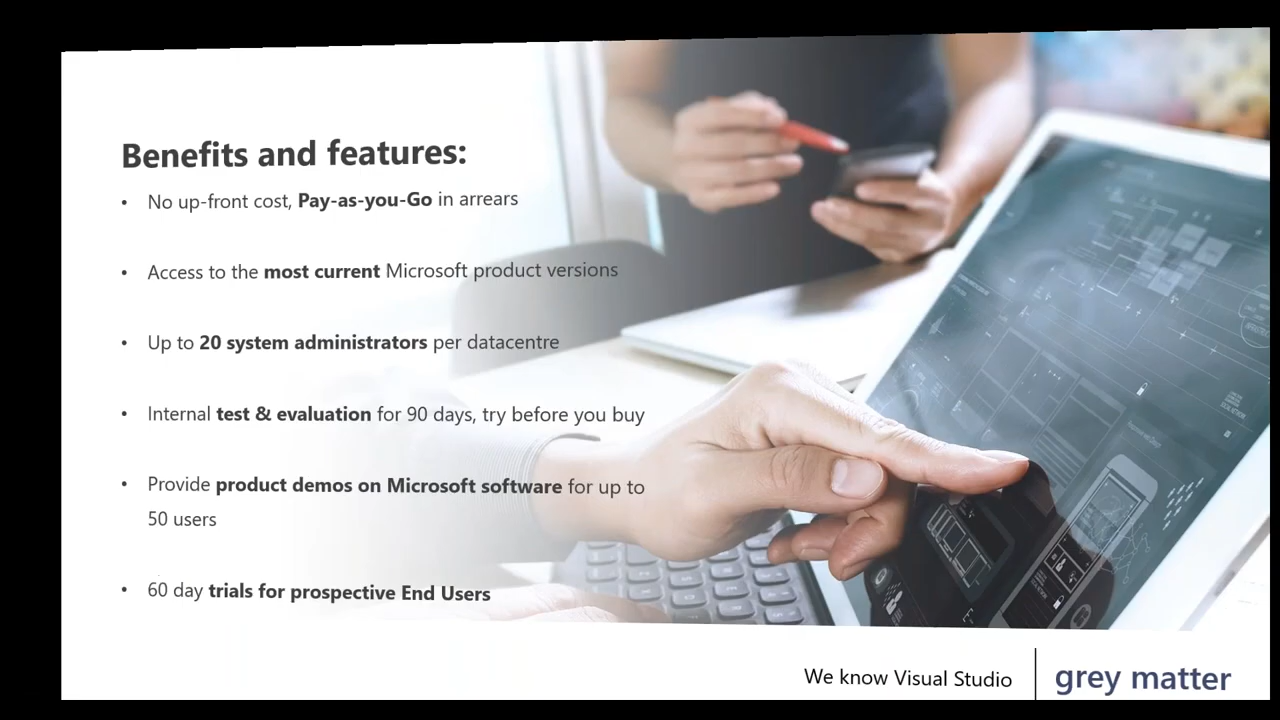 Benefits and features:
• No up-front cost, Pay-as-you-Go in arrears
• Access to the most current Microsoft product versions
• Up to 20 system administrators per datacentre
• Internal test & evaluation for 90 days, try before you buy
• Provide product demos on Microsoft software for up to
50 users
• 60 day trials for prospective End Users
We know Visual Studio
grey matter